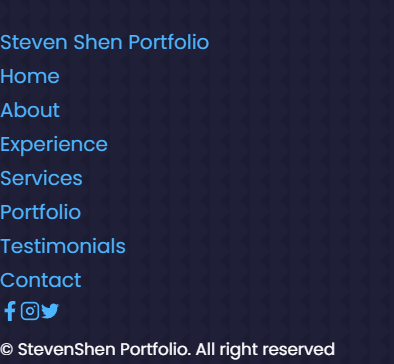 Steven Shen Portfolio
Home
About
Experience
Services
Portfolio
Testimonials
Contact
© StevenShen Portfolio. All right reserved